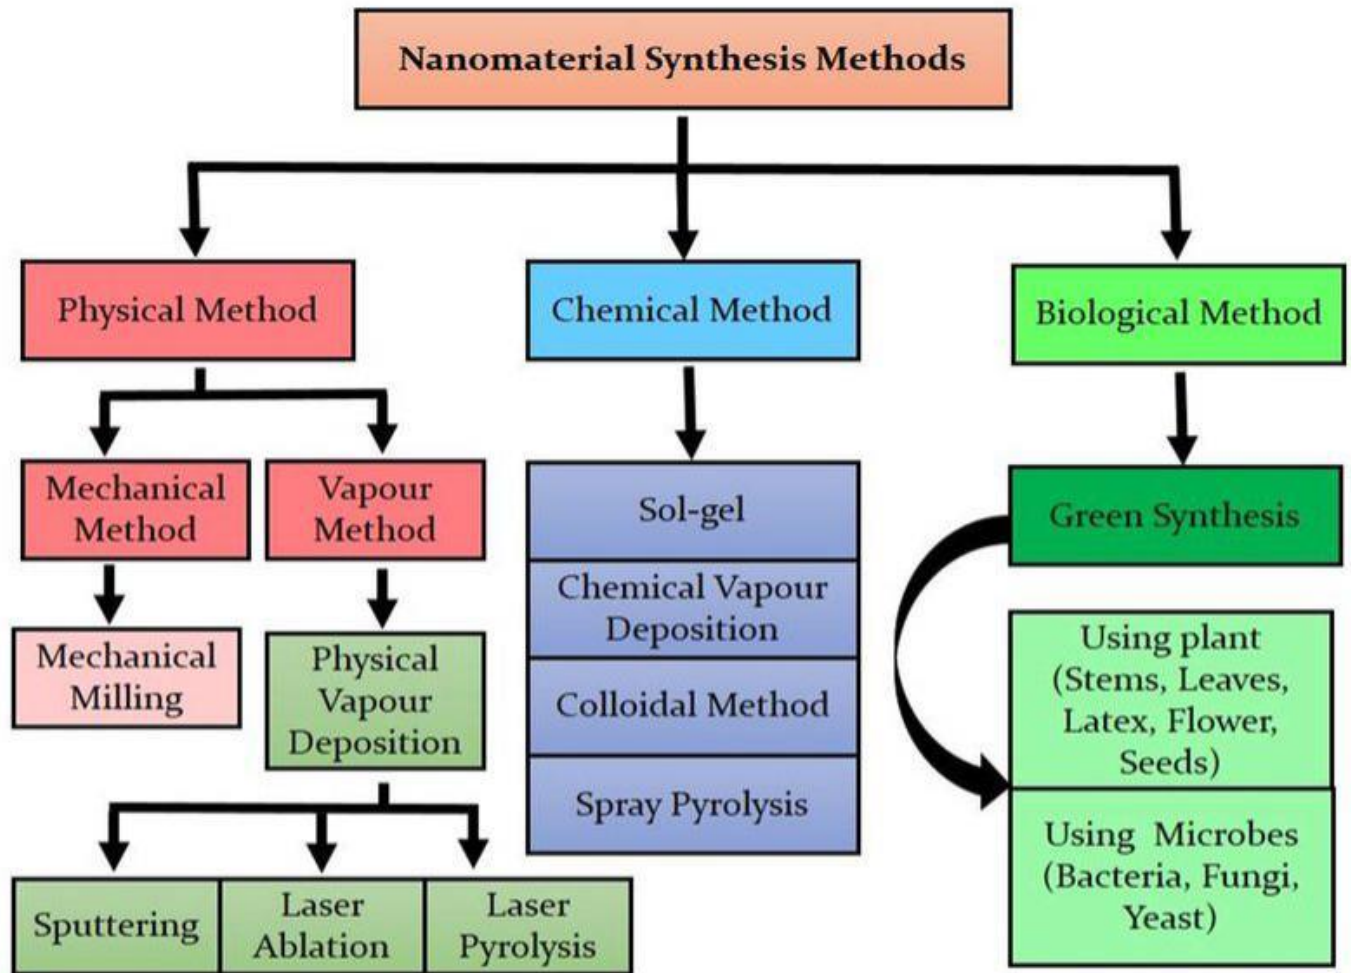 Nanomaterial Synthesis Methods
Physical Method
Chemical Method
Biological Method
Mechanical
Method
Vapour
Method
Mechanical
Milling
Physical
Vapour
Deposition
Sputtering
Laser
Ablation
Laser
Pyrolysis
Sol-gel
Chemical Vapour
Deposition
Colloidal Method
Spray Pyrolysis
Green Synthesis
Using plant
(Stems, Leaves,
Latex, Flower,
Seeds)
Using Microbes
(Bacteria, Fungi,
Yeast)